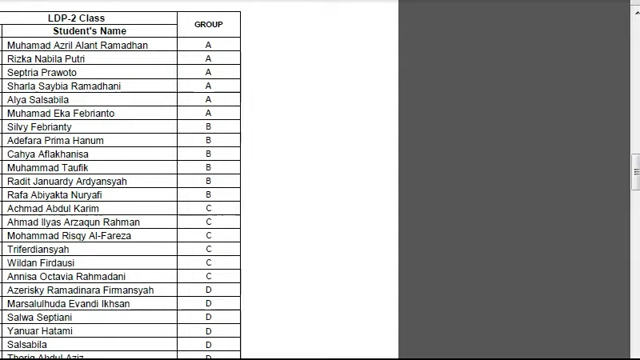 LDP-2 Class GROUP
Student's Name
Muhamad Azril Alant Ramadhan A
Rizka Nabila Putri A
Septria Prawoto A
Sharla Saybia Ramadhani A
Alya Salsabila A
Muhamad Eka Febrianto A
Silvy Febrianty B
Adefara Prima Hanum B
Cahya Aflakhanisa B
Muhammad Taufik B
Radit Januardy Ardyansyah B
Rafa Abiyakta Nuryafi B
Achmad Abdul Karim C
Ahmad Ilyas Arzaqun Rahman C
Mohammad Risqy Al-Fareza C
Triferdiansyah C
Wildan Firdausi C
Annisa Octavia Rahmadani C
Azerisky Ramadinara Firmansyah D
Marsalulhuda Evandi Ikhsan D
Salwa Septiani D
Yanuar Hatami D
Salsabila D
Thoriq Abdul Aziz D